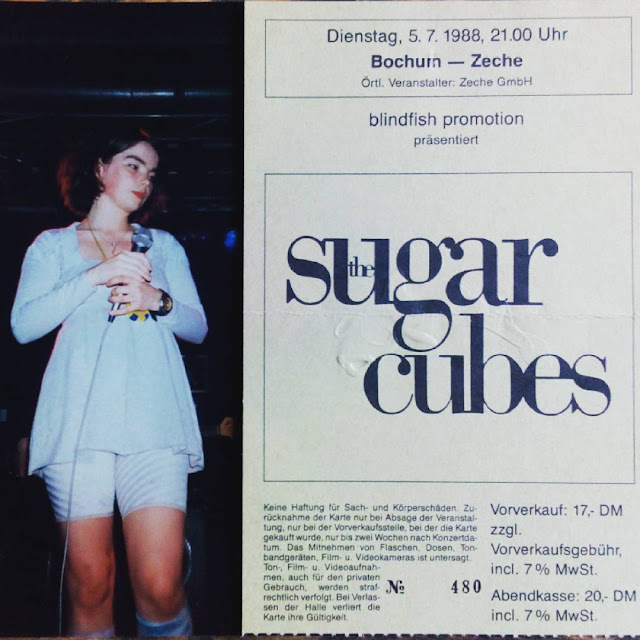 Dienstag, 5. 7. 1988, 21.00 Uhr
Bochum — Zeche
Örtl. Veranstalter: Zeche GmbH
blindfish promotion
präsentiert
the
sugar
cubes
Keine Haftung für Sach- und Körperschäden. Zu-
rücknahme der Karte nur bei Absage der Veranstal-
tung, nur bei der Vorverkaufsstelle, bei der die Karte
gekauft wurde, nur bis zwei Wochen nach Konzertda-
tum. Das Mitnehmen von Flaschen, Dosen, Ton-
bandgeräten, Film- u. Videokameras ist untersagt.
Ton-, Film- u. Videoaufnah-
men, auch für den privaten
Gebrauch, werden straf-
rechtlich verfolgt. Bei Verlas-
sen der Halle verliert die
Karte ihre Gültigkeit.
№ 480
Vorverkauf: 17,- DM
zzgl.
Vorverkaufsgebühr,
incl. 7 % MwSt.
Abendkasse: 20,- DM
incl. 7 % MwSt.